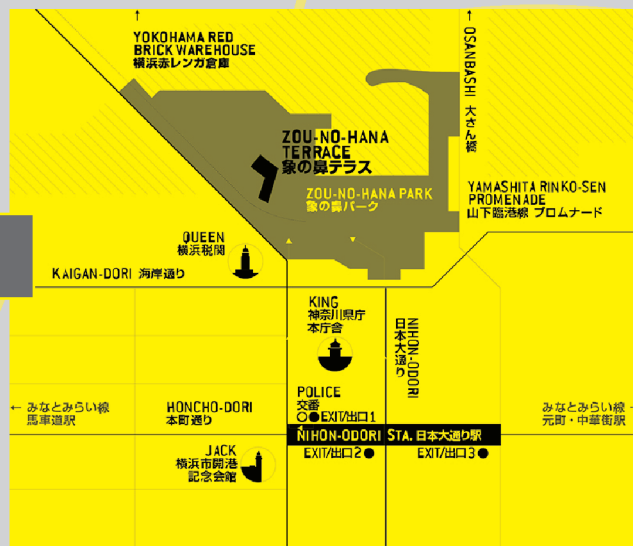 ↑
YOKOHAMA RED
BRICK WAREHOUSE
横浜赤レンガ倉庫
↑
OSANBASHI 大さん橋
ZOU-NO-HANA
TERRACE
象の鼻テラス
ZOU-NO-HANA PARK
象の鼻パーク
YAMASHITA RINKO-SEN
PROMENADE
山下臨港線 プロムナード
QUEEN
横浜税関
KAIGAN-DORI 海岸通り
KING
神奈川県庁
本庁舎
NIHON-ODORI
日本大通り
POLICE
交番
○●EXIT/出口1
← みなとみらい線
馬車道駅
HONCHO-DORI
本町通り
みなとみらい線 →
元町・中華街駅
NIHON-ODORI STA. 日本大通り駅
EXIT/出口2●
EXIT/出口3●
JACK
横浜市開港
記念会館